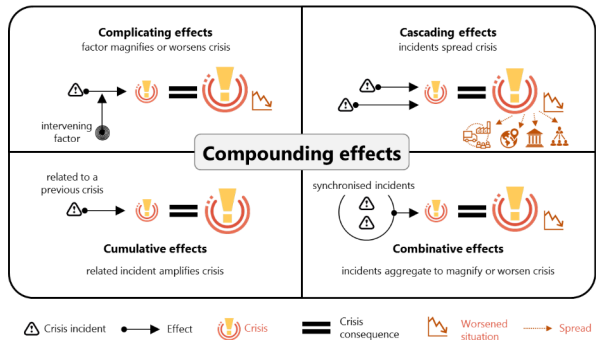 Complicating effects
factor magnifies or worsens crisis
intervening
factor
Cascading effects
incidents spread crisis
Compounding effects
related to a
previous crisis
Cumulative effects
related incident amplifies crisis
synchronised incidents
Combinative effects
incidents aggregate to magnify or worsen crisis
Crisis incident
Effect
Crisis
Crisis
consequence
Worsened
situation
Spread